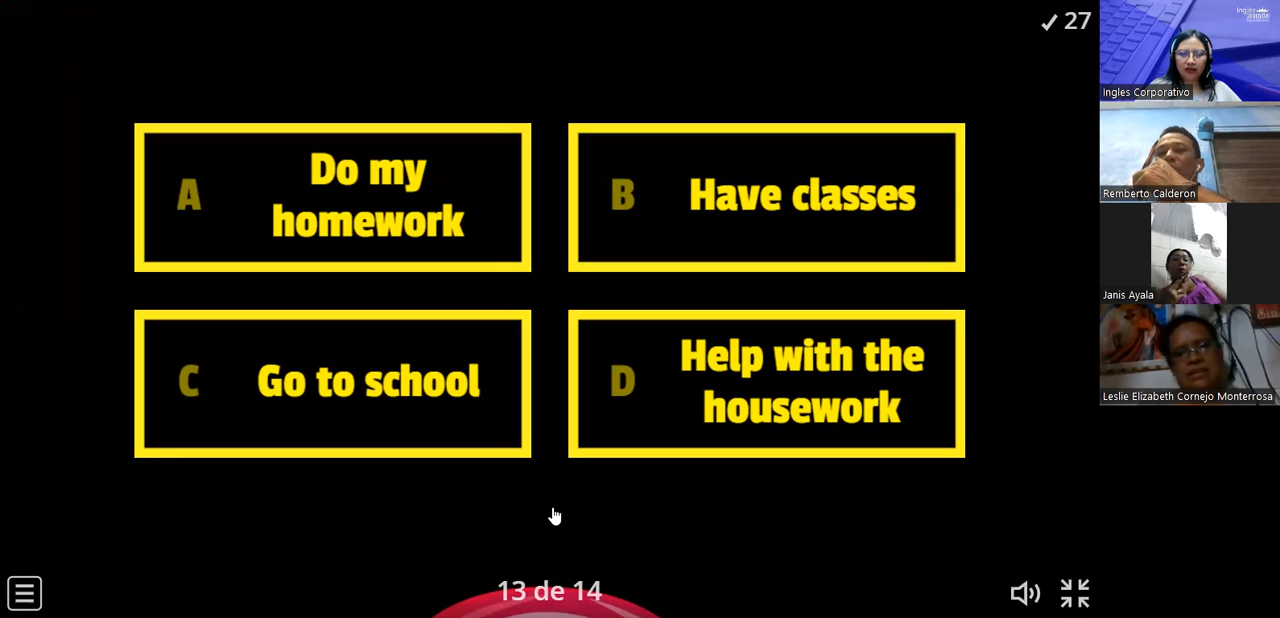 ✓ 27
A
Do my
homework
B
Have classes
C
Go to school
D
Help with the
housework
13 de 14
Ingles
Ingles Corporativo
Remberto Calderon
Janis Ayala
Leslie Elizabeth Cornejo Monterrosa